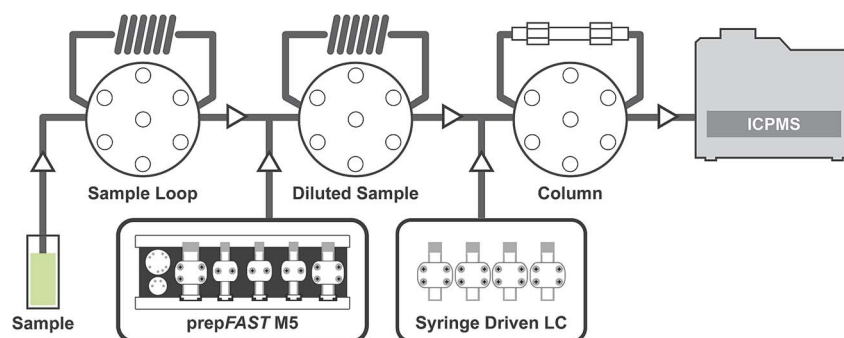 ICPMS
Sample Loop
Diluted Sample
Column
Sample
prepFAST M5
Syringe Driven LC